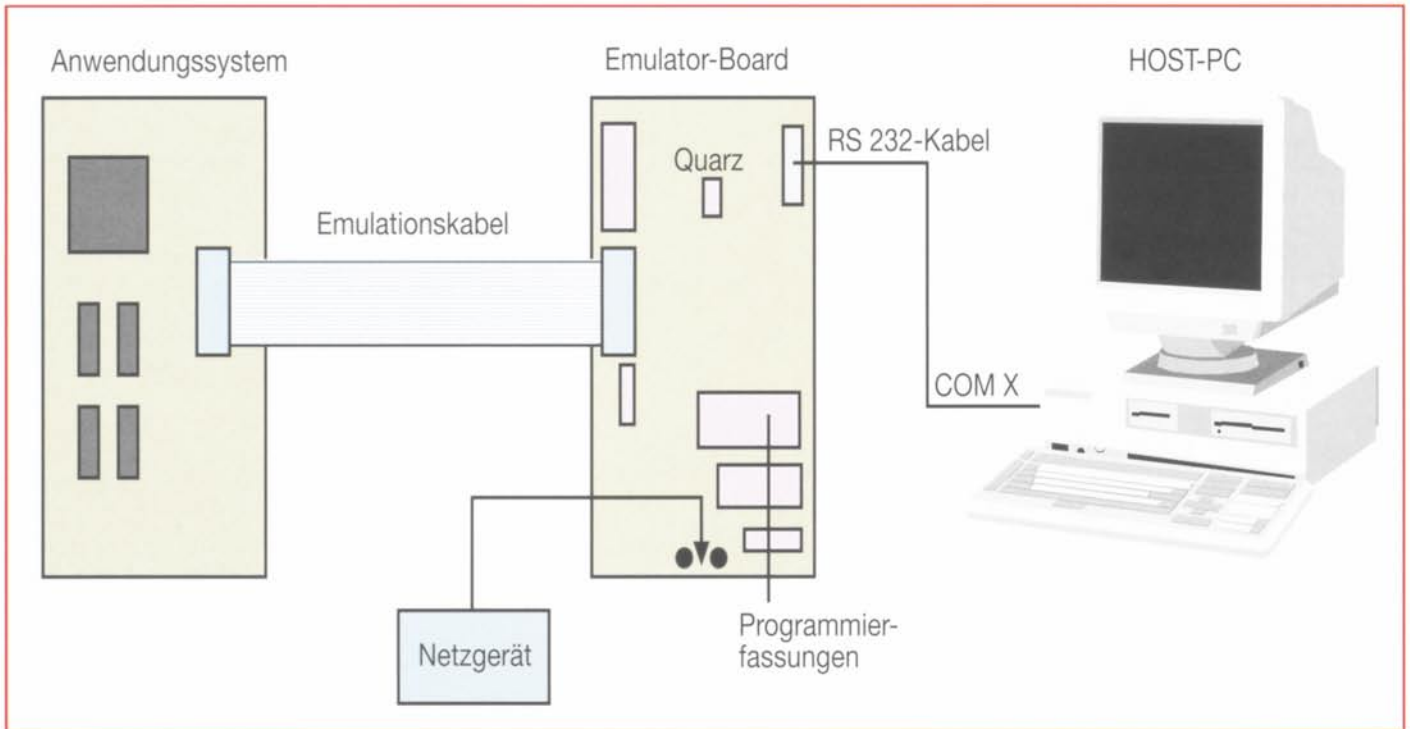 Anwendungssystem
Emulator-Board
HOST-PC
Quarz
RS 232-Kabel
Emulationskabel
COM X
Netzgerät
Programmier-
fassungen